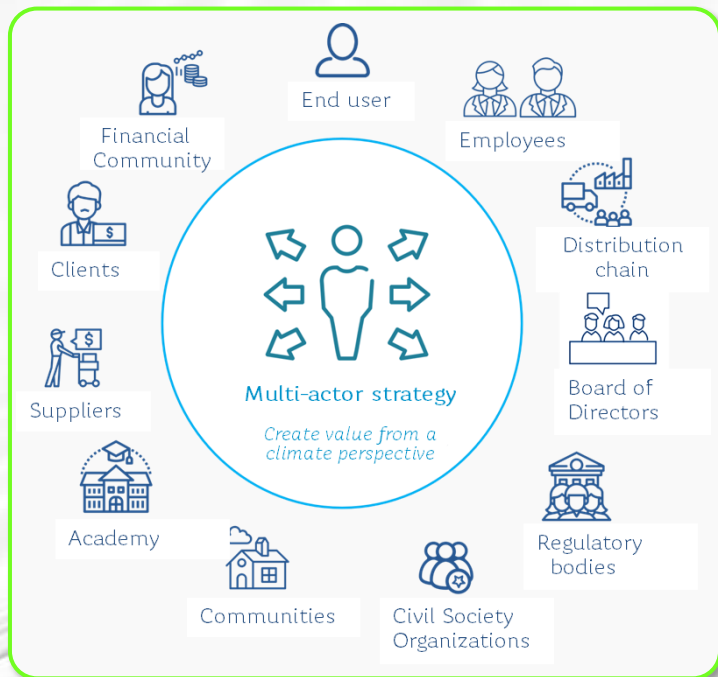 End user
Employees
Distribution
chain
Board of
Directors
Regulatory
bodies
Civil Society
Organizations
Communities
Academy
Suppliers
$
Clients
$
Financial
Community
Multi-actor strategy
Create value from a
climate perspective